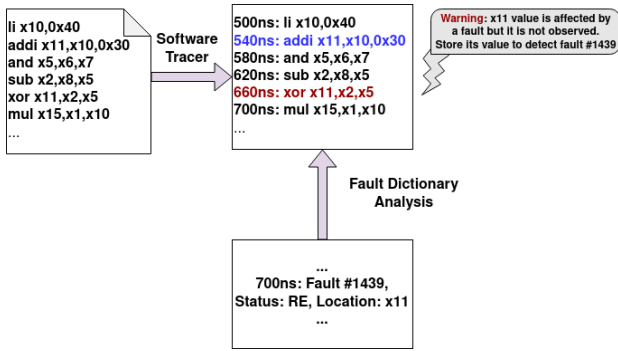 li x10,0x40
addi x11,x10,0x30
and x5,x6,x7
sub x2,x8,x5
xor x11,x2,x5
mul x15,x1,x10
...
Software
Tracer
500ns: li x10,0x40
540ns: addi x11,x10,0x30
580ns: and x5,x6,x7
620ns: sub x2,x8,x5
660ns: xor x11,x2,x5
700ns: mul x15,x1,x10
...
Warning: x11 value is affected by
a fault but it is not observed.
Store its value to detect fault #1439
Fault Dictionary
Analysis
...
700ns: Fault #1439,
Status: RE, Location: x11
...